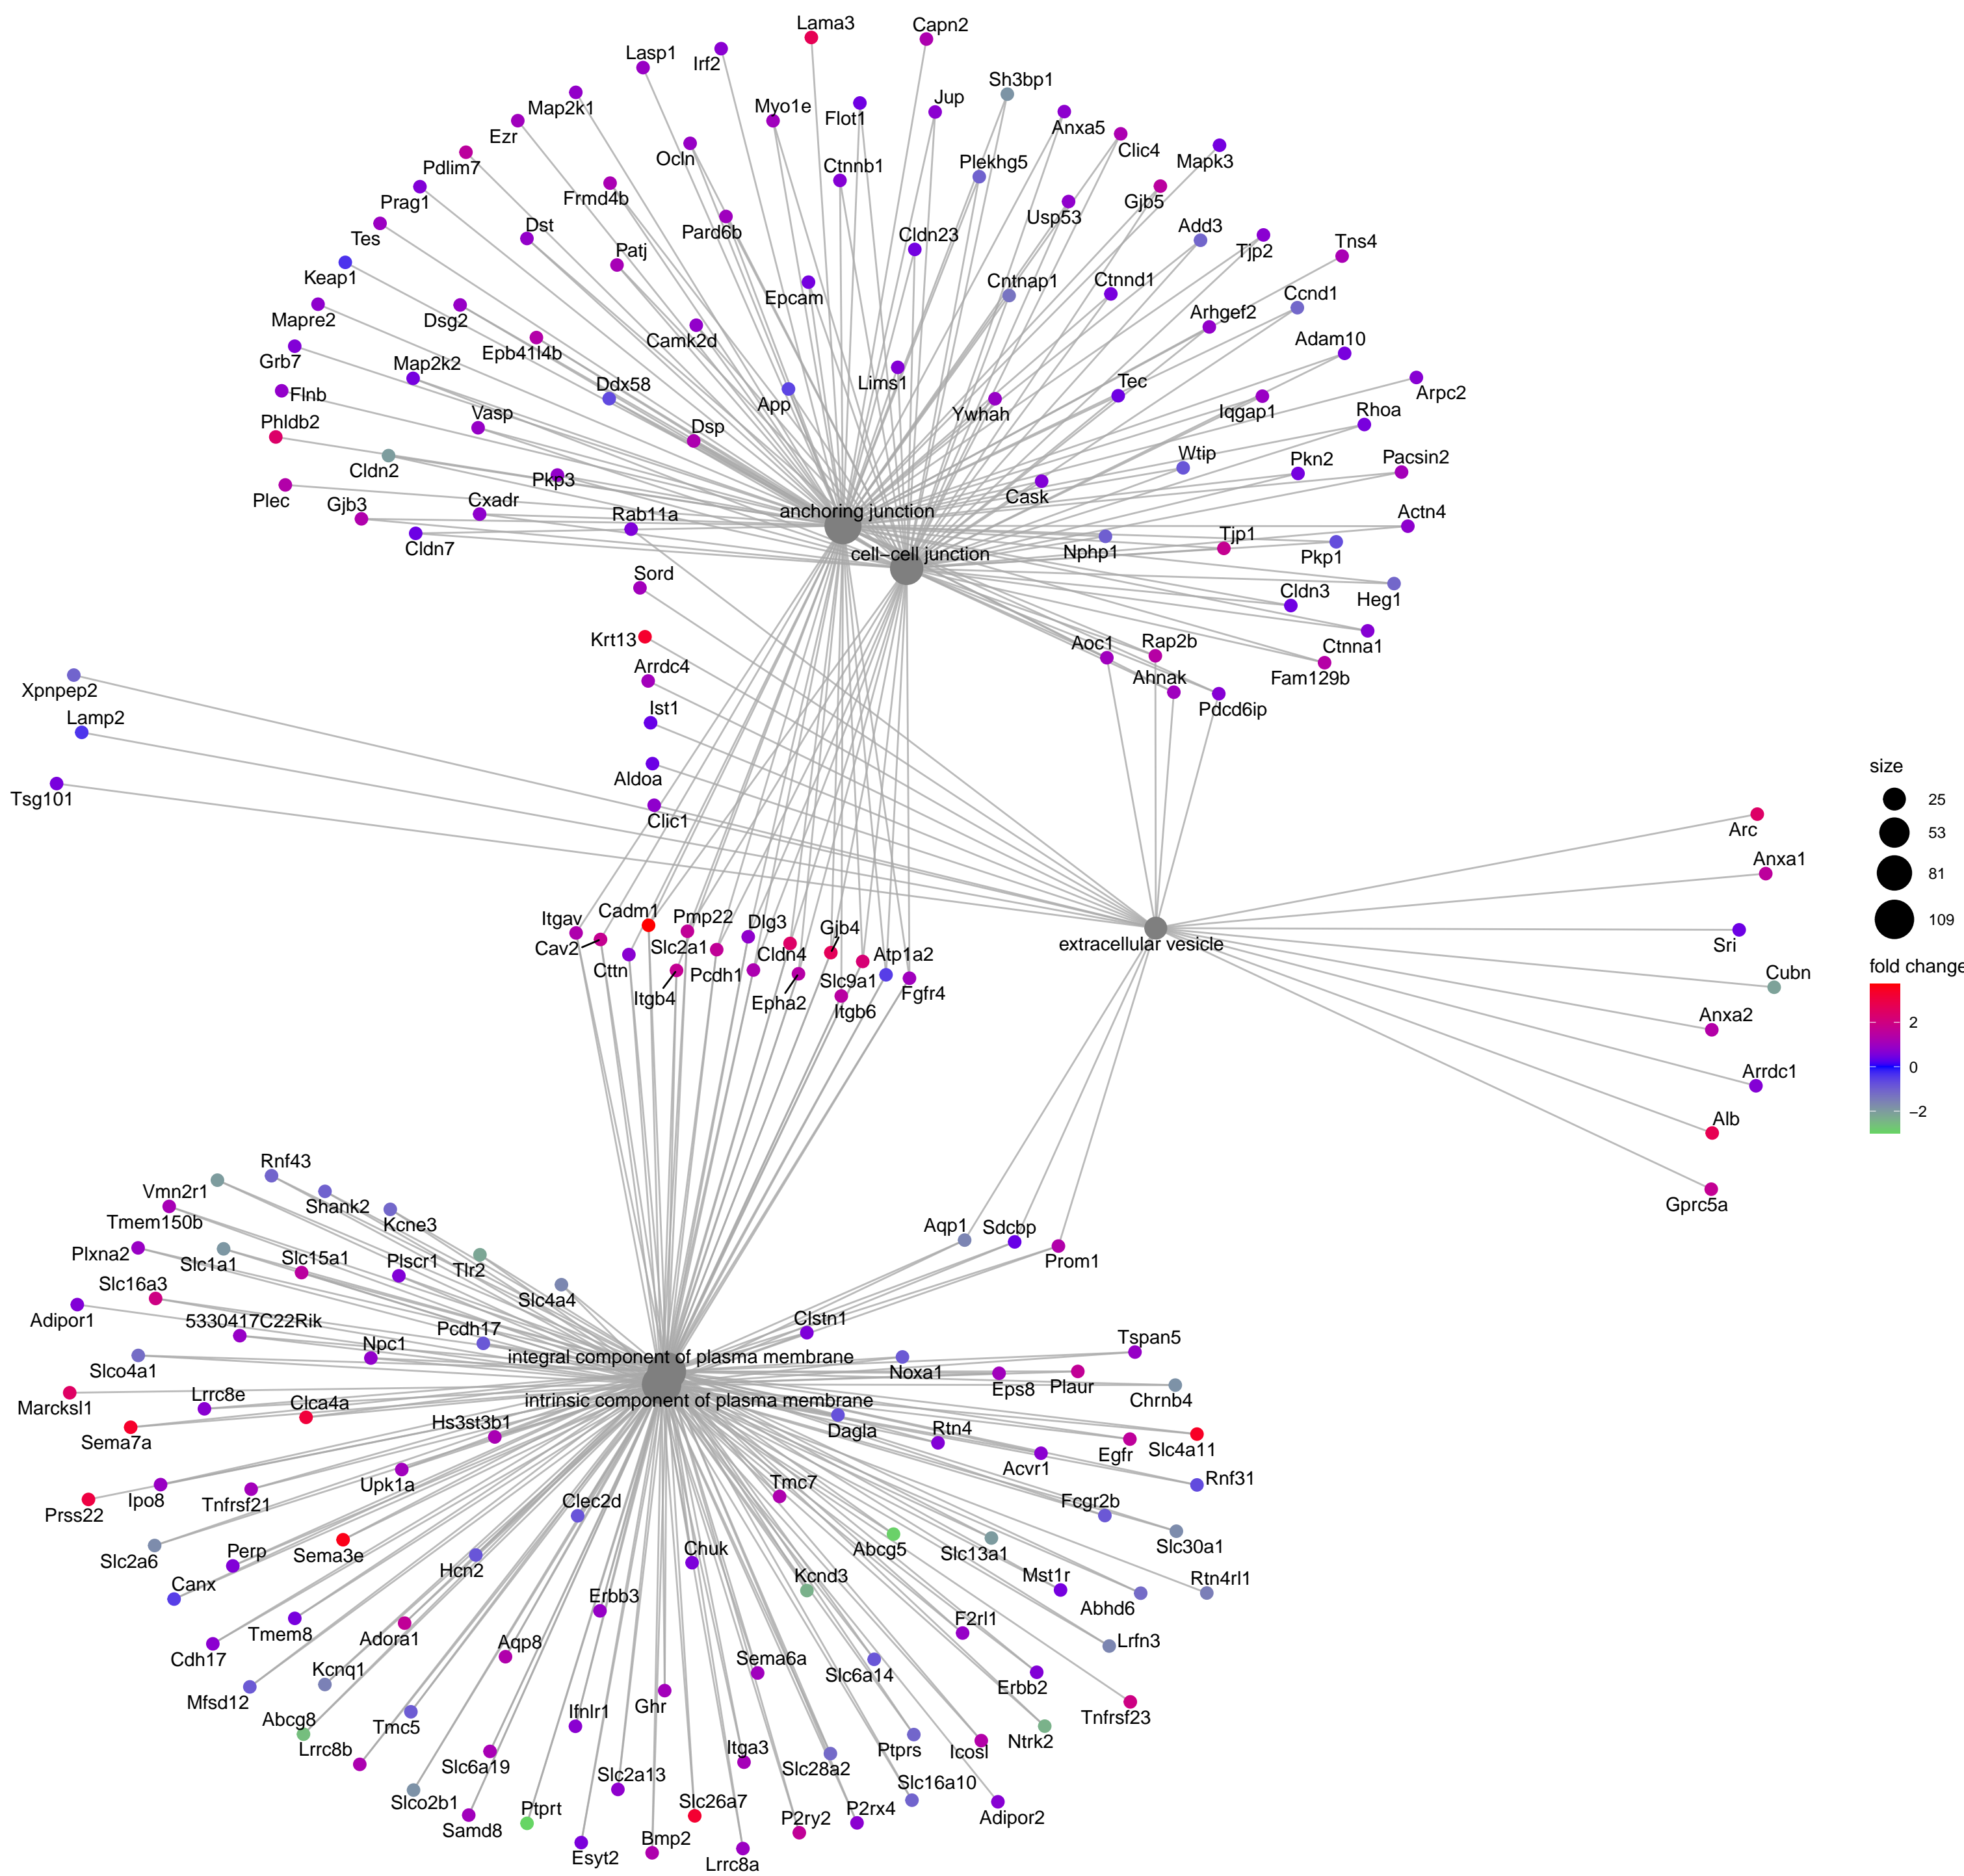 Lama3
Capn2
Lasp1
Irf2
Sh3bp1
Map2k1
Myo1e
Flot1
Jup
Ezr
Anxa5
Clic4
Ocln
Ctnnb1
Plekhg5
Mapk3
Pdlim7
Prag1
Frmd4b
Gjb5
Usp53
Tes
Dst
Pard6b
Cldn23
Add3
Tjp2
Tns4
Keap1
Patj
Epcam
Cntnap1
Ctnnd1
Ccnd1
Mapre2
Dsg2
Epb41l4b
Camk2d
Arhgef2
Adam10
Grb7
Map2k2
Ddx58
App
Lims1
Tec
Arpc2
Flnb
Vasp
Ywhah
Iqgap1
Rhoa
Phldb2
Dsp
Cldn2
Pkp3
Wtip
Pkn2
Pacsin2
Plec
Gjb3
Cxadr
Rab11a
anchoring junction
Cask
Actn4
Cldn7
cell−cell junction
Nphp1
Tjp1
Pkp1
Sord
Cldn3
Heg1
Krt13
Aoc1
Rap2b
Ctnna1
Arrdc4
Ahnak
Fam129b
Xpnpep2
Ist1
Pdcd6ip
Lamp2
Aldoa
Tsg101
Clic1
size
25
53
81
109
Arc
Anxa1
Itgav
Cadm1
Pmp22
Dlg3
Gjb4
Cav2
Slc2a1
Cldn4
Atp1a2
extracellular vesicle
Sri
Cttn
Pcdh1
Slc9a1
Itgb4
Epha2
Itgb6
Fgfr4
Cubn
fold change
2
0
−2
Anxa2
Arrdc1
Alb
Gprc5a
Rnf43
Vmn2r1
Shank2
Tmem150b
Kcne3
Aqp1
Sdcbp
Prom1
Plxna2
Slc1a1
Slc15a1
Plscr1
Tlr2
Slc16a3
Slc4a4
Adipor1
5330417C22Rik
Pcdh17
Clstn1
Npc1
Tspan5
integral component of plasma membrane
Slco4a1
Noxa1
Eps8
Plaur
Chrnb4
Marcksl1
Lrrc8e
Clca4a
intrinsic component of plasma membrane
Sema7a
Hs3st3b1
Dagla
Rtn4
Egfr
Slc4a11
Acvr1
Rnf31
Prss22
Ipo8
Tnfrsf21
Upk1a
Tmc7
Clec2d
Fcgr2b
Slc2a6
Perp
Sema3e
Hcn2
Chuk
Abcg5
Slc13a1
Slc30a1
Canx
Kcnd3
Mst1r
Abhd6
Rtn4rl1
Erbb3
Tmem8
Adora1
F2rl1
Lrfn3
Cdh17
Aqp8
Sema6a
Slc6a14
Erbb2
Kcnq1
Mfsd12
Ghr
Tnfrsf23
Abcg8
Tmc5
Ifnlr1
Ntrk2
Lrrc8b
Slc6a19
Itga3
Slc28a2
Ptprs
Icosl
Slc2a13
Slc16a10
Slco2b1
Ptprt
Slc26a7
P2ry2
P2rx4
Adipor2
Samd8
Esyt2
Bmp2
Lrrc8a